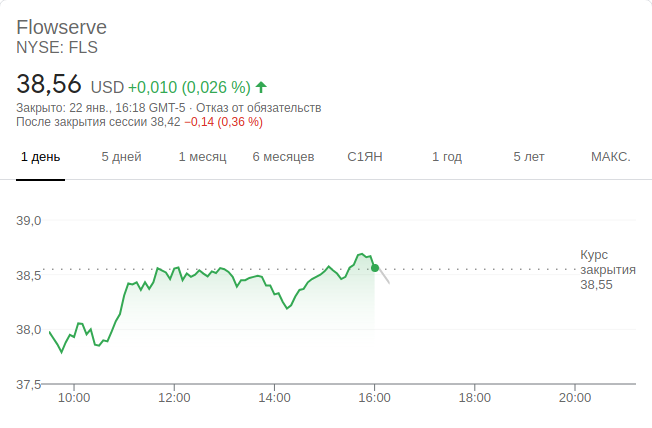 Flowserve
NYSE: FLS
38,56 USD +0,010 (0,026 %)
Закрыто: 22 янв., 16:18 GMT-5 · Отказ от обязательств
После закрытия сессии 38,42 −0,14 (0,36 %)
1 день 5 дней 1 месяц 6 месяцев С1ЯН 1 год 5 лет МАКС.
39,0
Курс
закрытия
38,55
38,5
38,0
37,5
10:00 12:00 14:00 16:00 18:00 20:00